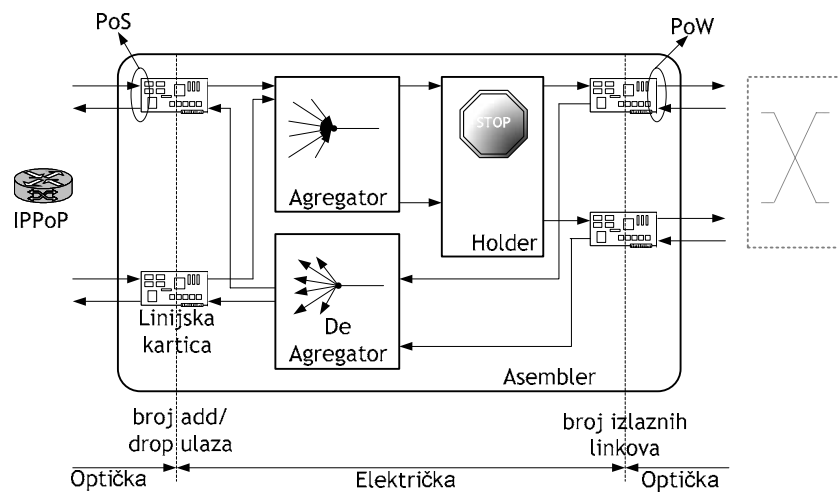 PoS
PoW
STOP
IPPoP
Agregator
Holder
Linijska
kartica
De
Agregator
Asembler
broj add/
drop ulaza
broj izlaznih
linkova
Optička
Električka
Optička